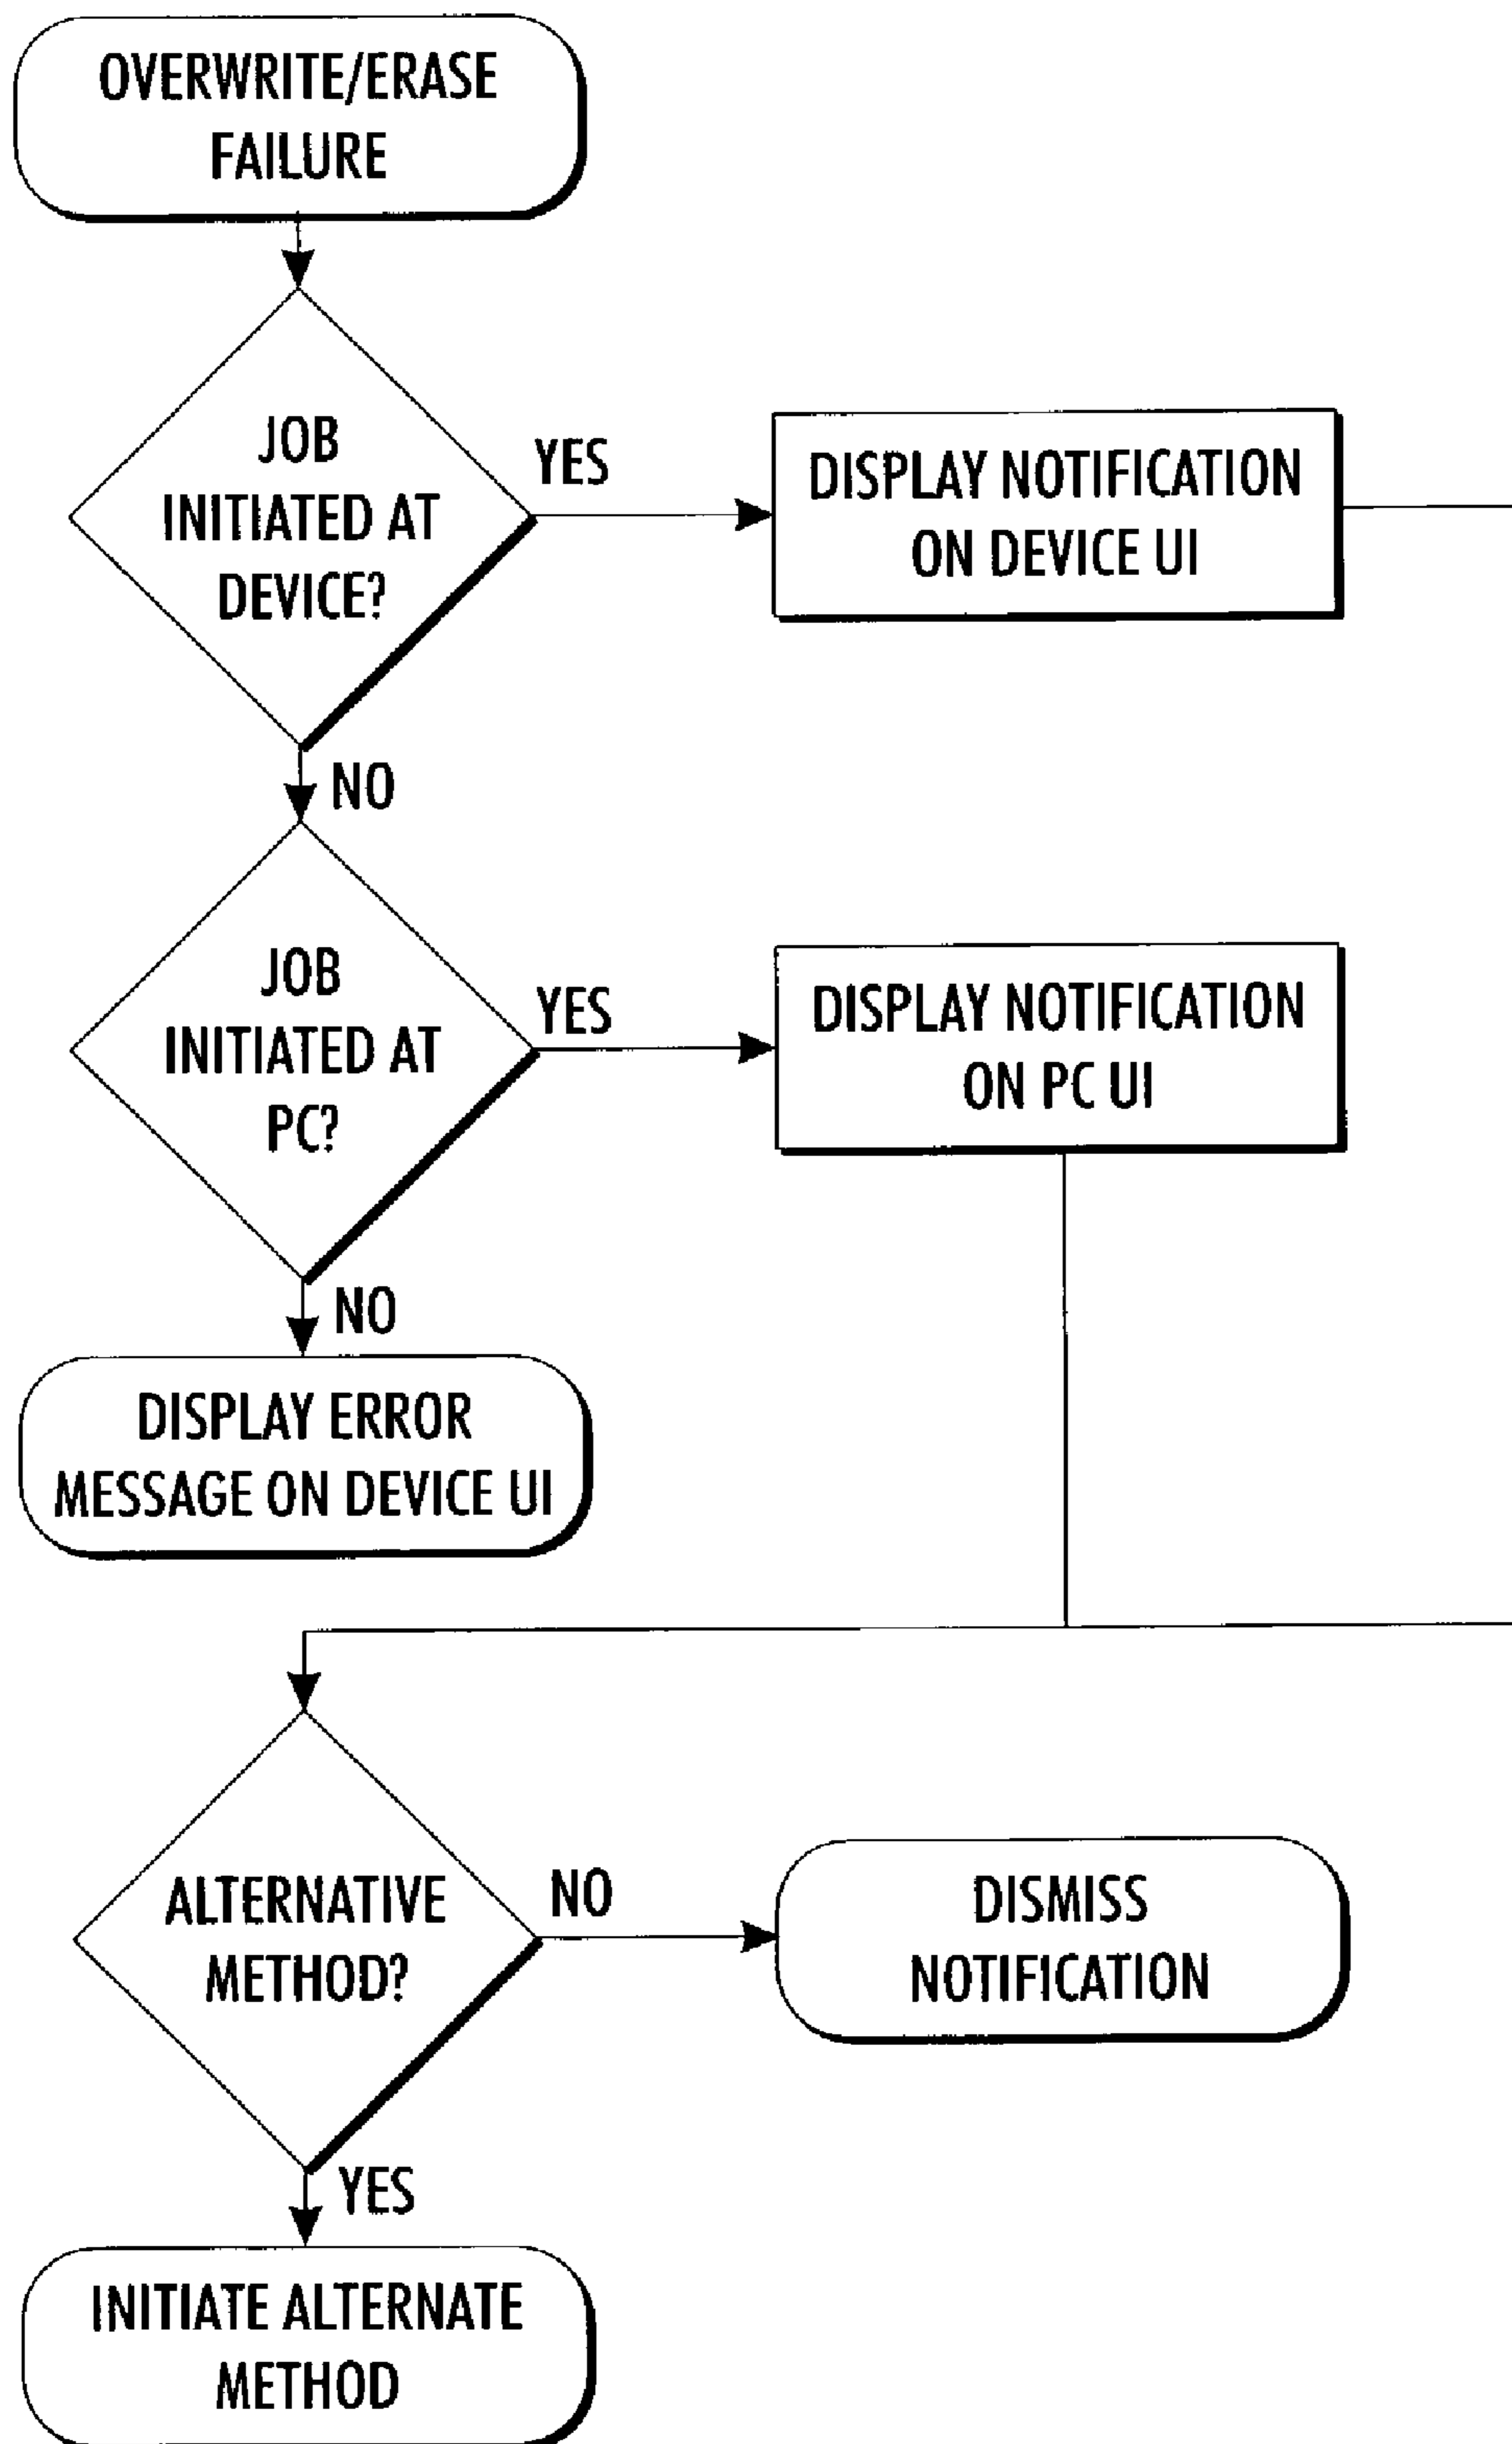 OVERWRITE/ERASE
FAILURE
JOB
INITIATED AT
DEVICE?
YES
DISPLAY NOTIFICATION
ON DEVICE UI
NO
JOB
INITIATED AT
PC?
YES
DISPLAY NOTIFICATION
ON PC UI
NO
DISPLAY ERROR
MESSAGE ON DEVICE UI
ALTERNATIVE
METHOD?
NO
DISMISS
NOTIFICATION
YES
INITIATE ALTERNATE
METHOD